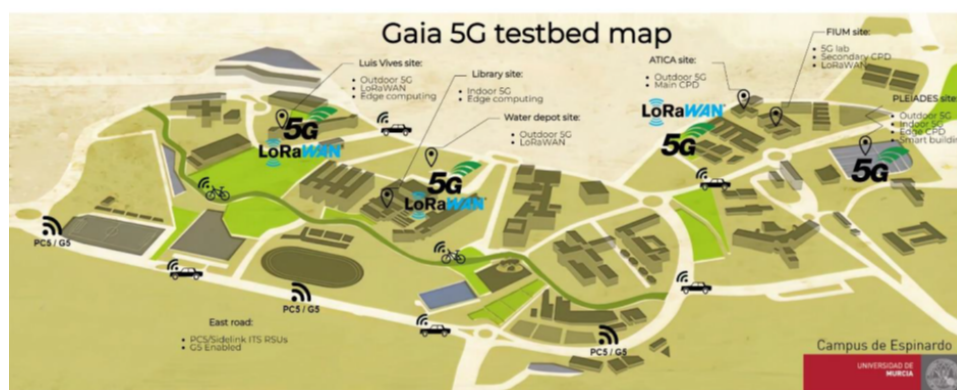 Gaia 5G testbed map
Luis Vives site:
• Outdoor 5G
• LoRaWAN
• Edge computing
Library site:
• Indoor 5G
• Edge computing
Water depot site:
• Outdoor 5G
• LoRaWAN
ATICA site:
• Outdoor 5G
• Main CPD
FIUM site:
• 5G lab
• Secondary CPD
• LoRaWAN
PLEIADES site
• Outdoor 5G
• Indoor 5G
• Edge CPD
• Smart buildin
5G
LoRaWAN
5G
LoRaWAN
LoRaWAN
5G
5G
PC5 / G5
PC5 / G5
PC5 / G5
East road:
• PC5/Sidelink ITS RSUs
• G5 Enabled
Campus de Espinardo
UNIVERSIDAD DE
MURCIA